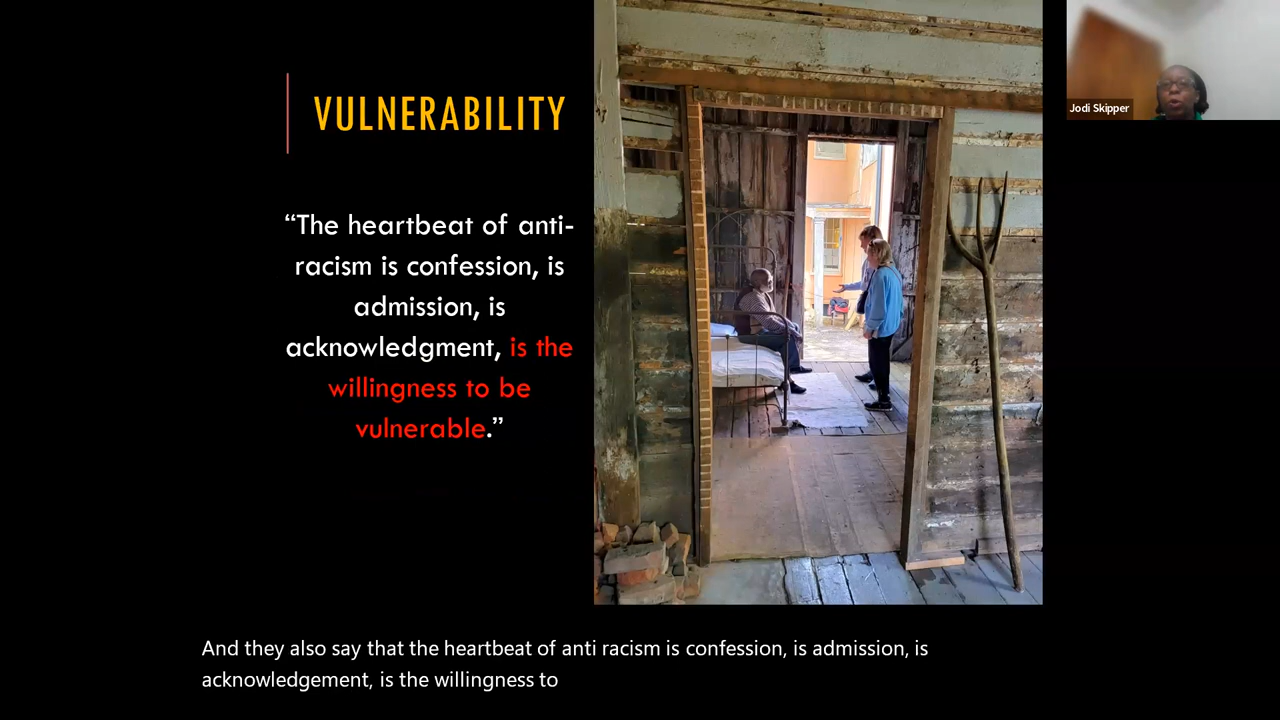 VULNERABILITY
“The heartbeat of anti-
racism is confession, is
admission, is
acknowledgment, is the
willingness to be
vulnerable.”
Jodi Skipper
And they also say that the heartbeat of anti racism is confession, is admission, is
acknowledgement, is the willingness to